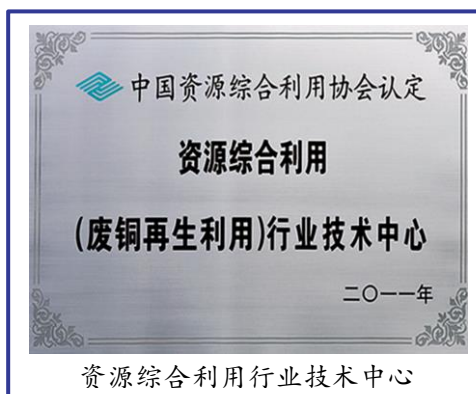 中国资源综合利用协会认定
资源综合利用
(废铜再生利用)行业技术中心
二〇一一年
资源综合利用行业技术中心